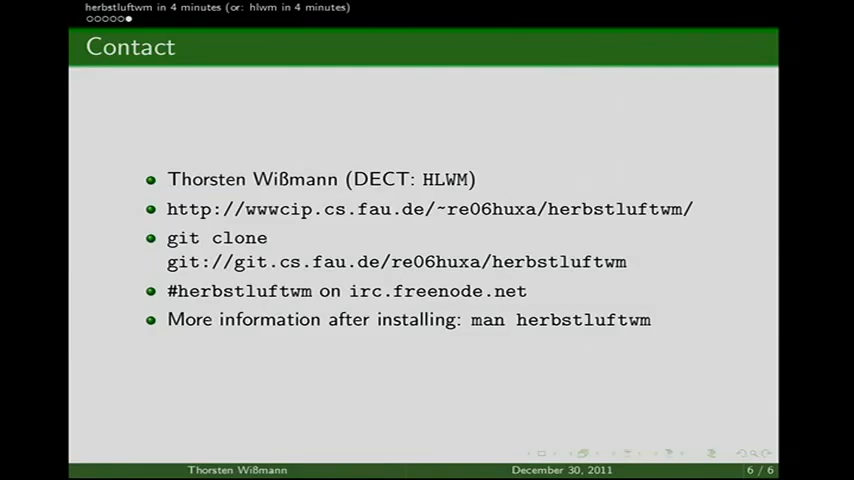 herbstluftwm in 4 minutes (or: hlwm in 4 minutes)
Contact
Thorsten Wißmann (DECT: HLWM)
http://wwwcip.cs.fau.de/~re06huxa/herbstluftwm/
git clone
git://git.cs.fau.de/re06huxa/herbstluftwm
#herbstluftwm on irc.freenode.net
More information after installing: man herbstluftwm
Thorsten Wißmann December 30, 2011 6 / 6